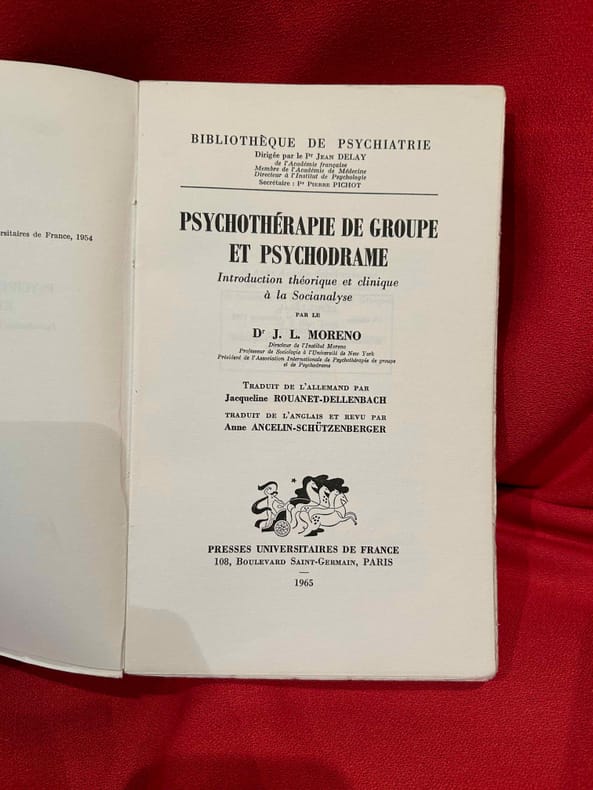 rsitaires de France, 1954
BIBLIOTHÈQUE DE PSYCHIATRIE
Dirigée par le Pr JEAN DELAY
de l'Académie française
Membre de l'Académie de Médecine
Directeur à l'Institut de Psychologie
Secrétaire : Pr PIERRE PICHOT
PSYCHOTHÉRAPIE DE GROUPE
ET PSYCHODRAME
Introduction théorique et clinique
à la Socianalyse
PAR LE
Dr J. L. MORENO
Directeur de l'Institut Moreno
Professeur de Sociologie à l'Université de New York
Président de l'Association Internationale de Psychothérapie de groupe
et de Psychodrame
TRADUIT DE L'ALLEMAND PAR
Jacqueline ROUANET-DELLENBACH
TRADUIT DE L'ANGLAIS ET REVU PAR
Anne ANCELIN-SCHÜTZENBERGER
PRESSES UNIVERSITAIRES DE FRANCE
108, BOULEVARD SAINT-GERMAIN, PARIS
1965